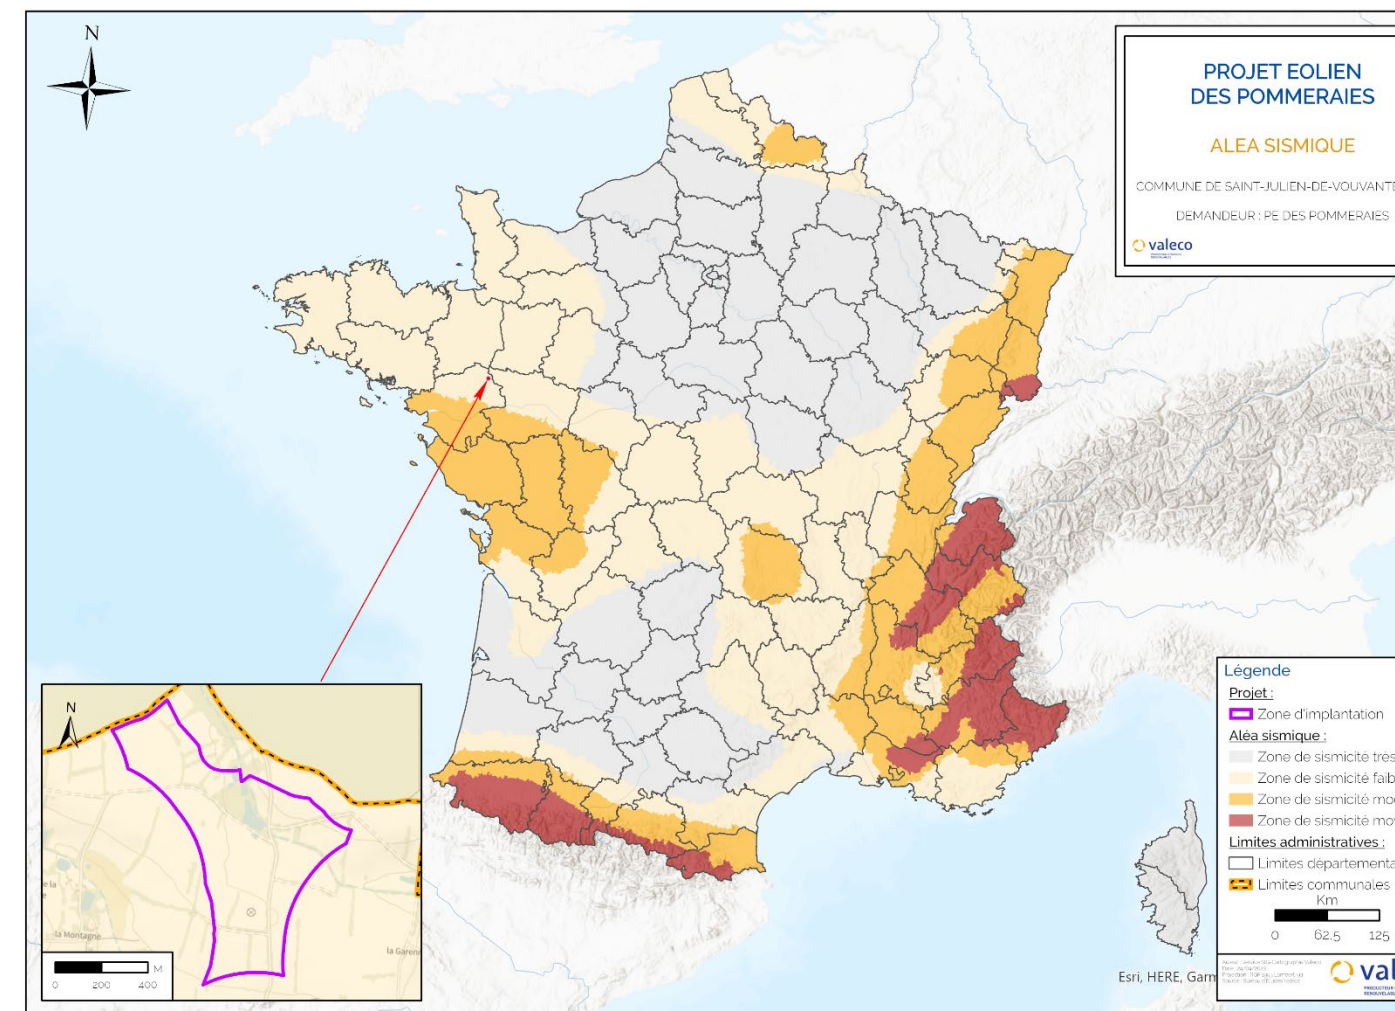 N
PROJET EOLIEN
DES POMMERAIES
ALEA SISMIQUE
COMMUNE DE SAINT-JULIEN-DE-VOUVANTE
DEMANDEUR : PE DES POMMERAIES
valeco
Légende
Projet :
Zone d'implantation
Aléa sismique :
Zone de sismicité très
Zone de sismicité faib
Zone de sismicité mo
Zone de sismicité mo
Limites administratives :
Limites départementa
Limites communales
Km
0 62,5 125
Esri, HERE, Garm
val
N
de la
la Montagne
la Garen
M
0 200 400